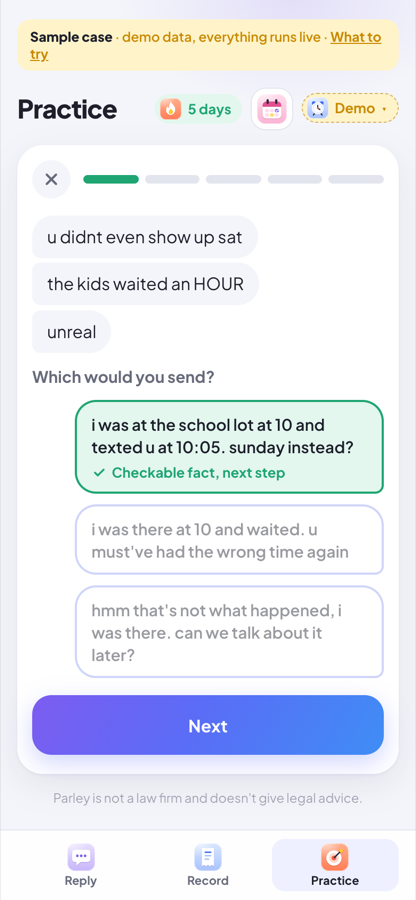 Sample case · demo data, everything runs live · What to
try
Practice
5 days
Demo
u didnt even show up sat
the kids waited an HOUR
unreal
Which would you send?
i was at the school lot at 10 and
texted u at 10:05. sunday instead?
✓ Checkable fact, next step
i was there at 10 and waited. u
must've had the wrong time again
hmm that's not what happened, i
was there. can we talk about it
later?
Next
Parley is not a law firm and doesn't give legal advice.
Reply
Record
Practice